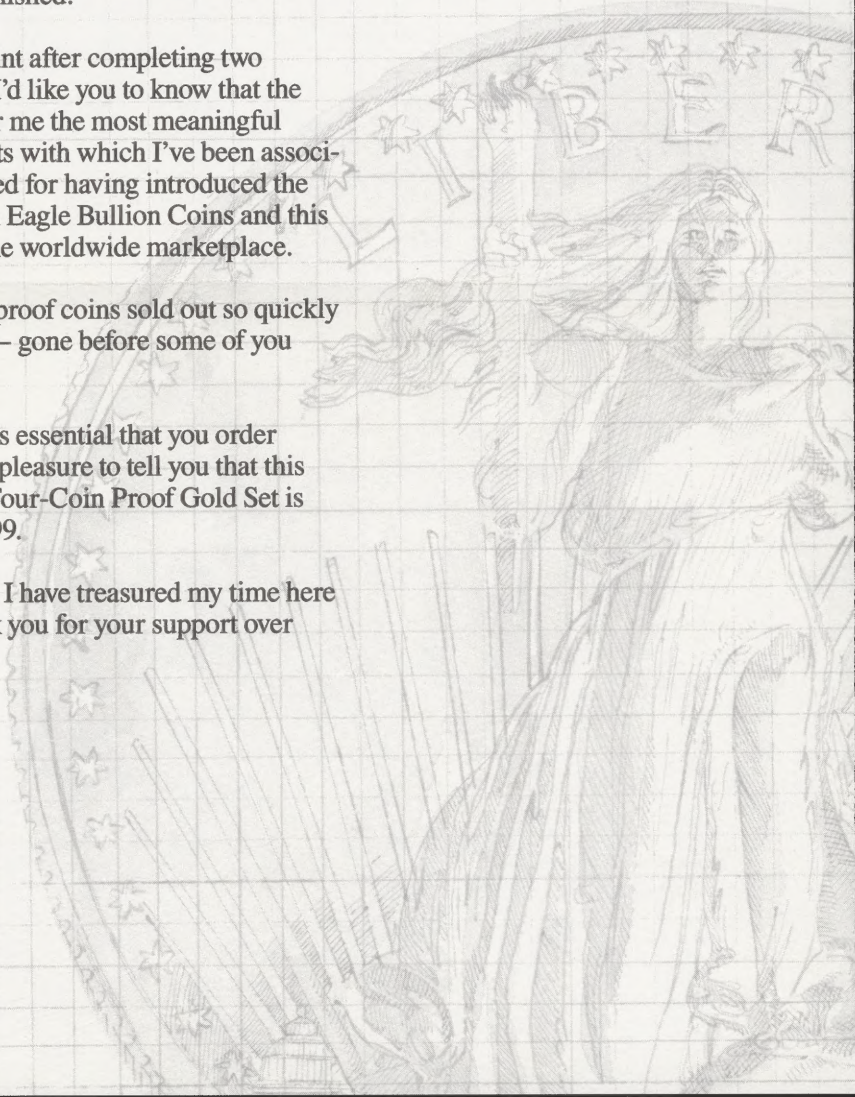 nt after completing two
I'd like you to know that the
me the most meaningful
ts with which I've been associ-
ed for having introduced the
Eagle Bullion Coins and this
e worldwide marketplace.
proof coins sold out so quickly
– gone before some of you
s essential that you order
pleasure to tell you that this
Four-Coin Proof Gold Set is
99.
I have treasured my time here
you for your support over
LIBER